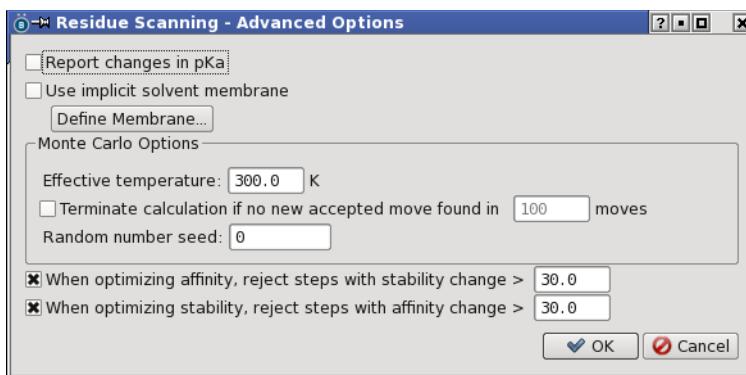 Residue Scanning - Advanced Options
Report changes in pKa
Use implicit solvent membrane
Define Membrane...
Monte Carlo Options
Effective temperature: 300.0 K
Terminate calculation if no new accepted move found in 100 moves
Random number seed: 0
When optimizing affinity, reject steps with stability change > 30.0
When optimizing stability, reject steps with affinity change > 30.0
OK Cancel